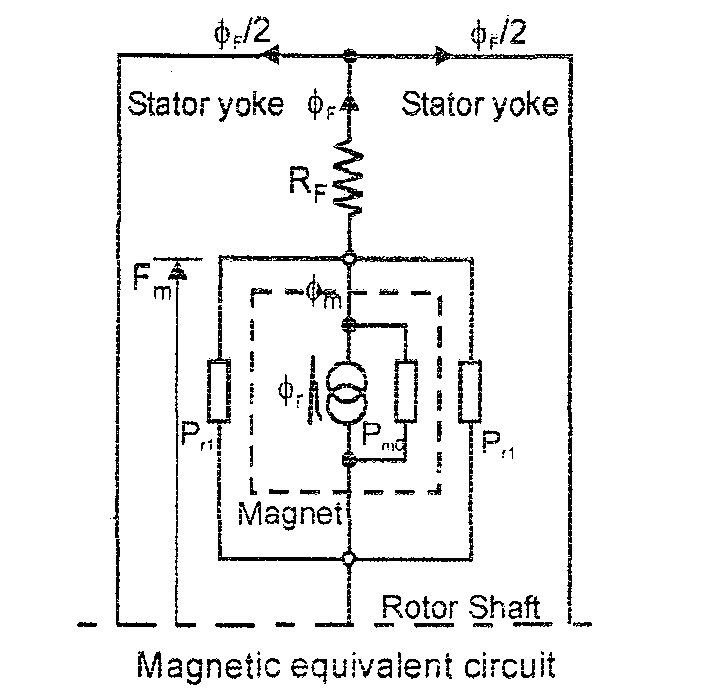 ϕF/2 ϕF/2
Stator yoke ϕF Stator yoke
RF
Fm
ϕm
ϕr
Pr1 Pm0 Pr1
Magnet
Rotor Shaft
Magnetic equivalent circuit